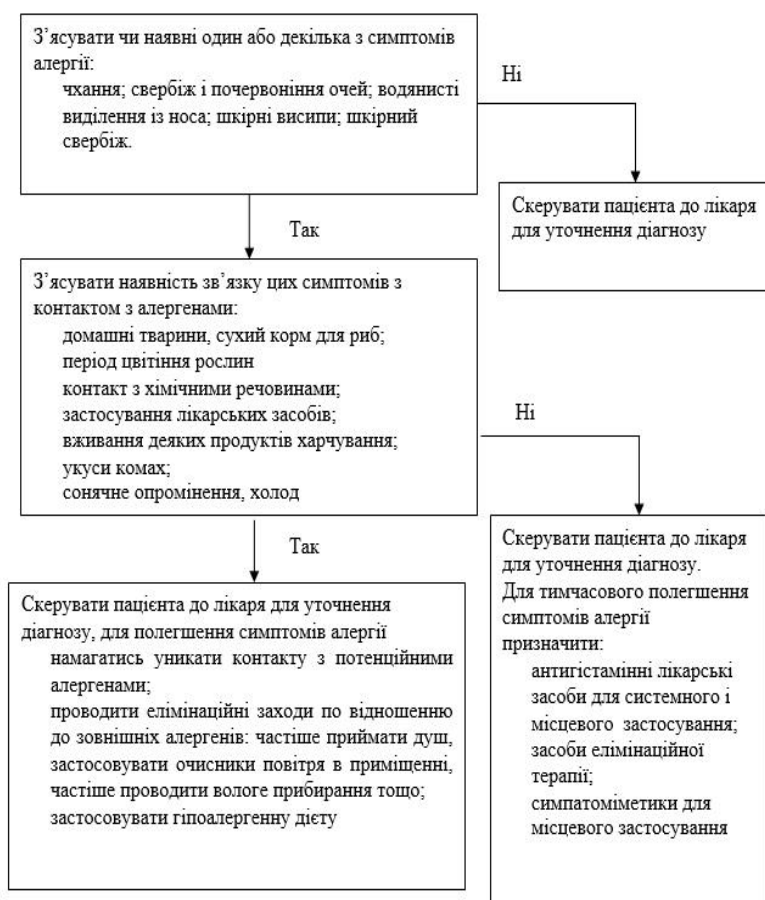 З’ясувати чи наявні один або декілька з симптомів
алергії:
чхання; свербіж і почервоніння очей; водянисті
виділення із носа; шкірні висипи; шкірний
свербіж.
Ні
Скерувати пацієнта до лікаря
для уточнення діагнозу
Так
З’ясувати наявність зв’язку цих симптомів з
контактом з алергенами:
домашні тварини, сухий корм для риб;
період цвітіння рослин
контакт з хімічними речовинами;
застосування лікарських засобів;
вживання деяких продуктів харчування;
укуси комах;
сонячне опромінення, холод
Ні
Так
Скерувати пацієнта до лікаря для уточнення
діагнозу, для полегшення симптомів алергії
намагатись уникати контакту з потенційними
алергенами;
проводити елімінаційні заходи по відношенню
до зовнішніх алергенів: частіше приймати душ,
застосовувати очисники повітря в приміщенні,
частіше проводити вологе прибирання тощо;
застосовувати гіпоалергенну дієту
Скерувати пацієнта до лікаря
для уточнення діагнозу.
Для тимчасового полегшення
симптомів алергії
призначити:
антигістамінні лікарські
засоби для системного і
місцевого застосування;
засоби елімінаційної
терапії;
симпатоміметики для
місцевого застосування